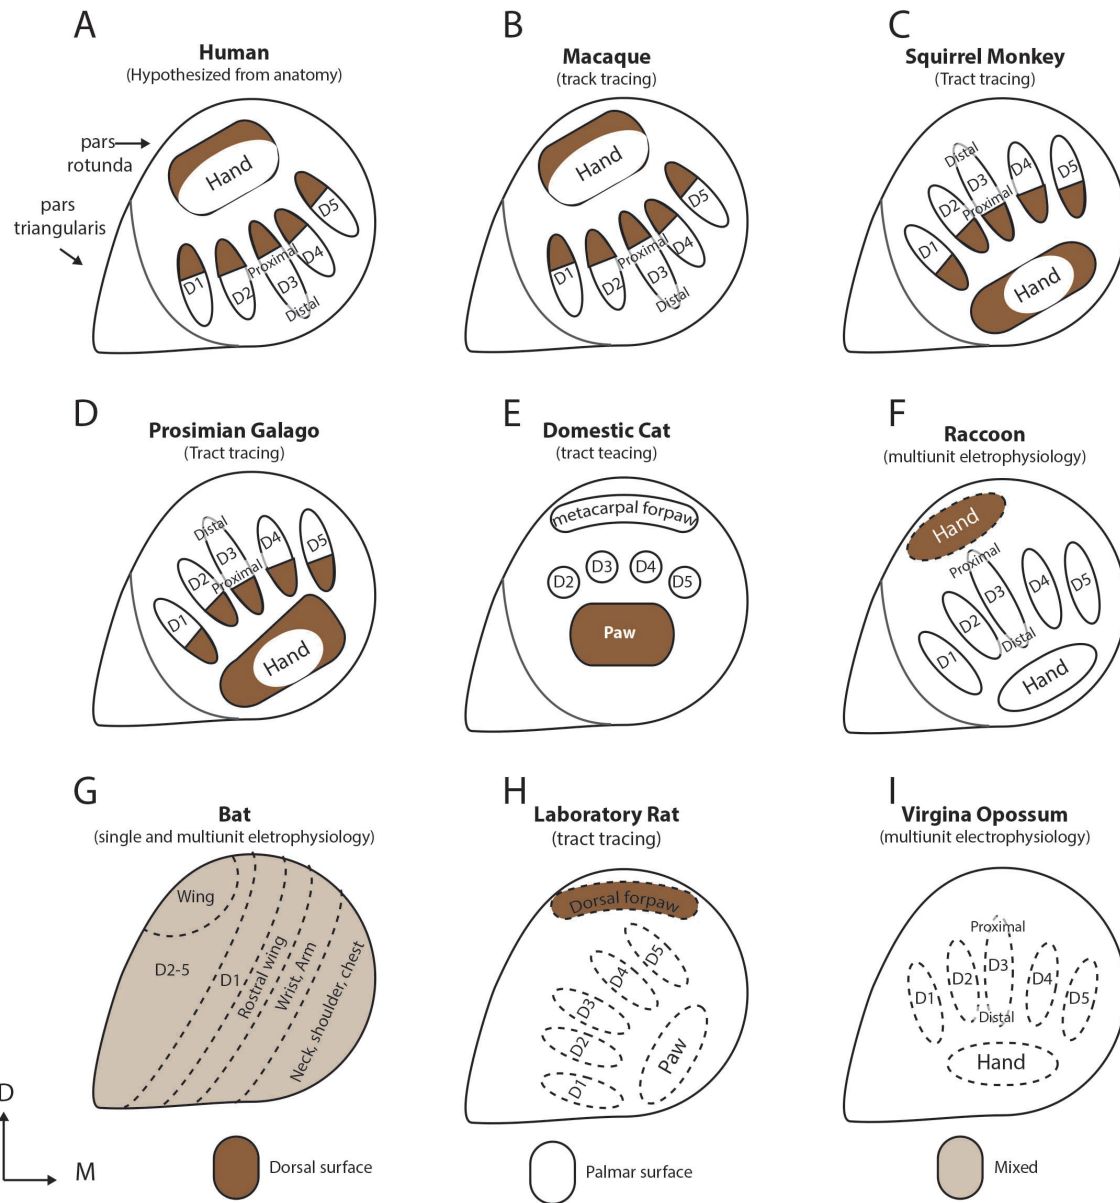 A
Human
(Hypothesized from anatomy)
pars
rotunda
pars
triangularis
Hand
D1
D2
Proximal
D3
Distal
D4
D5
B
Macaque
(track tracing)
Hand
D1
D2
Proximal
D3
Distal
D4
D5
C
Squirrel Monkey
(Tract tracing)
Distal
D1
D2
D3
Proximal
D4
D5
Hand
D
Prosimian Galago
(Tract tracing)
Distal
D1
D2
D3
Proximal
D4
D5
Hand
E
Domestic Cat
(tract teacing)
metacarpal forpaw
D2
D3
D4
D5
Paw
F
Raccoon
(multiunit eletrophysiology)
Hand
Proximal
D1
D2
D3
Distal
D4
D5
Hand
G
Bat
(single and multiunit eletrophysiology)
Wing
D2-5
D1
Rostral wing
Wrist, Arm
Neck, shoulder, chest
H
Laboratory Rat
(tract tracing)
Dorsal forpaw
D5
D4
D3
D2
D1
Paw
I
Virgina Opossum
(multiunit electrophysiology)
Proximal
D1
D2
D3
D4
D5
Distal
Hand
D
M
Dorsal surface
Palmar surface
Mixed